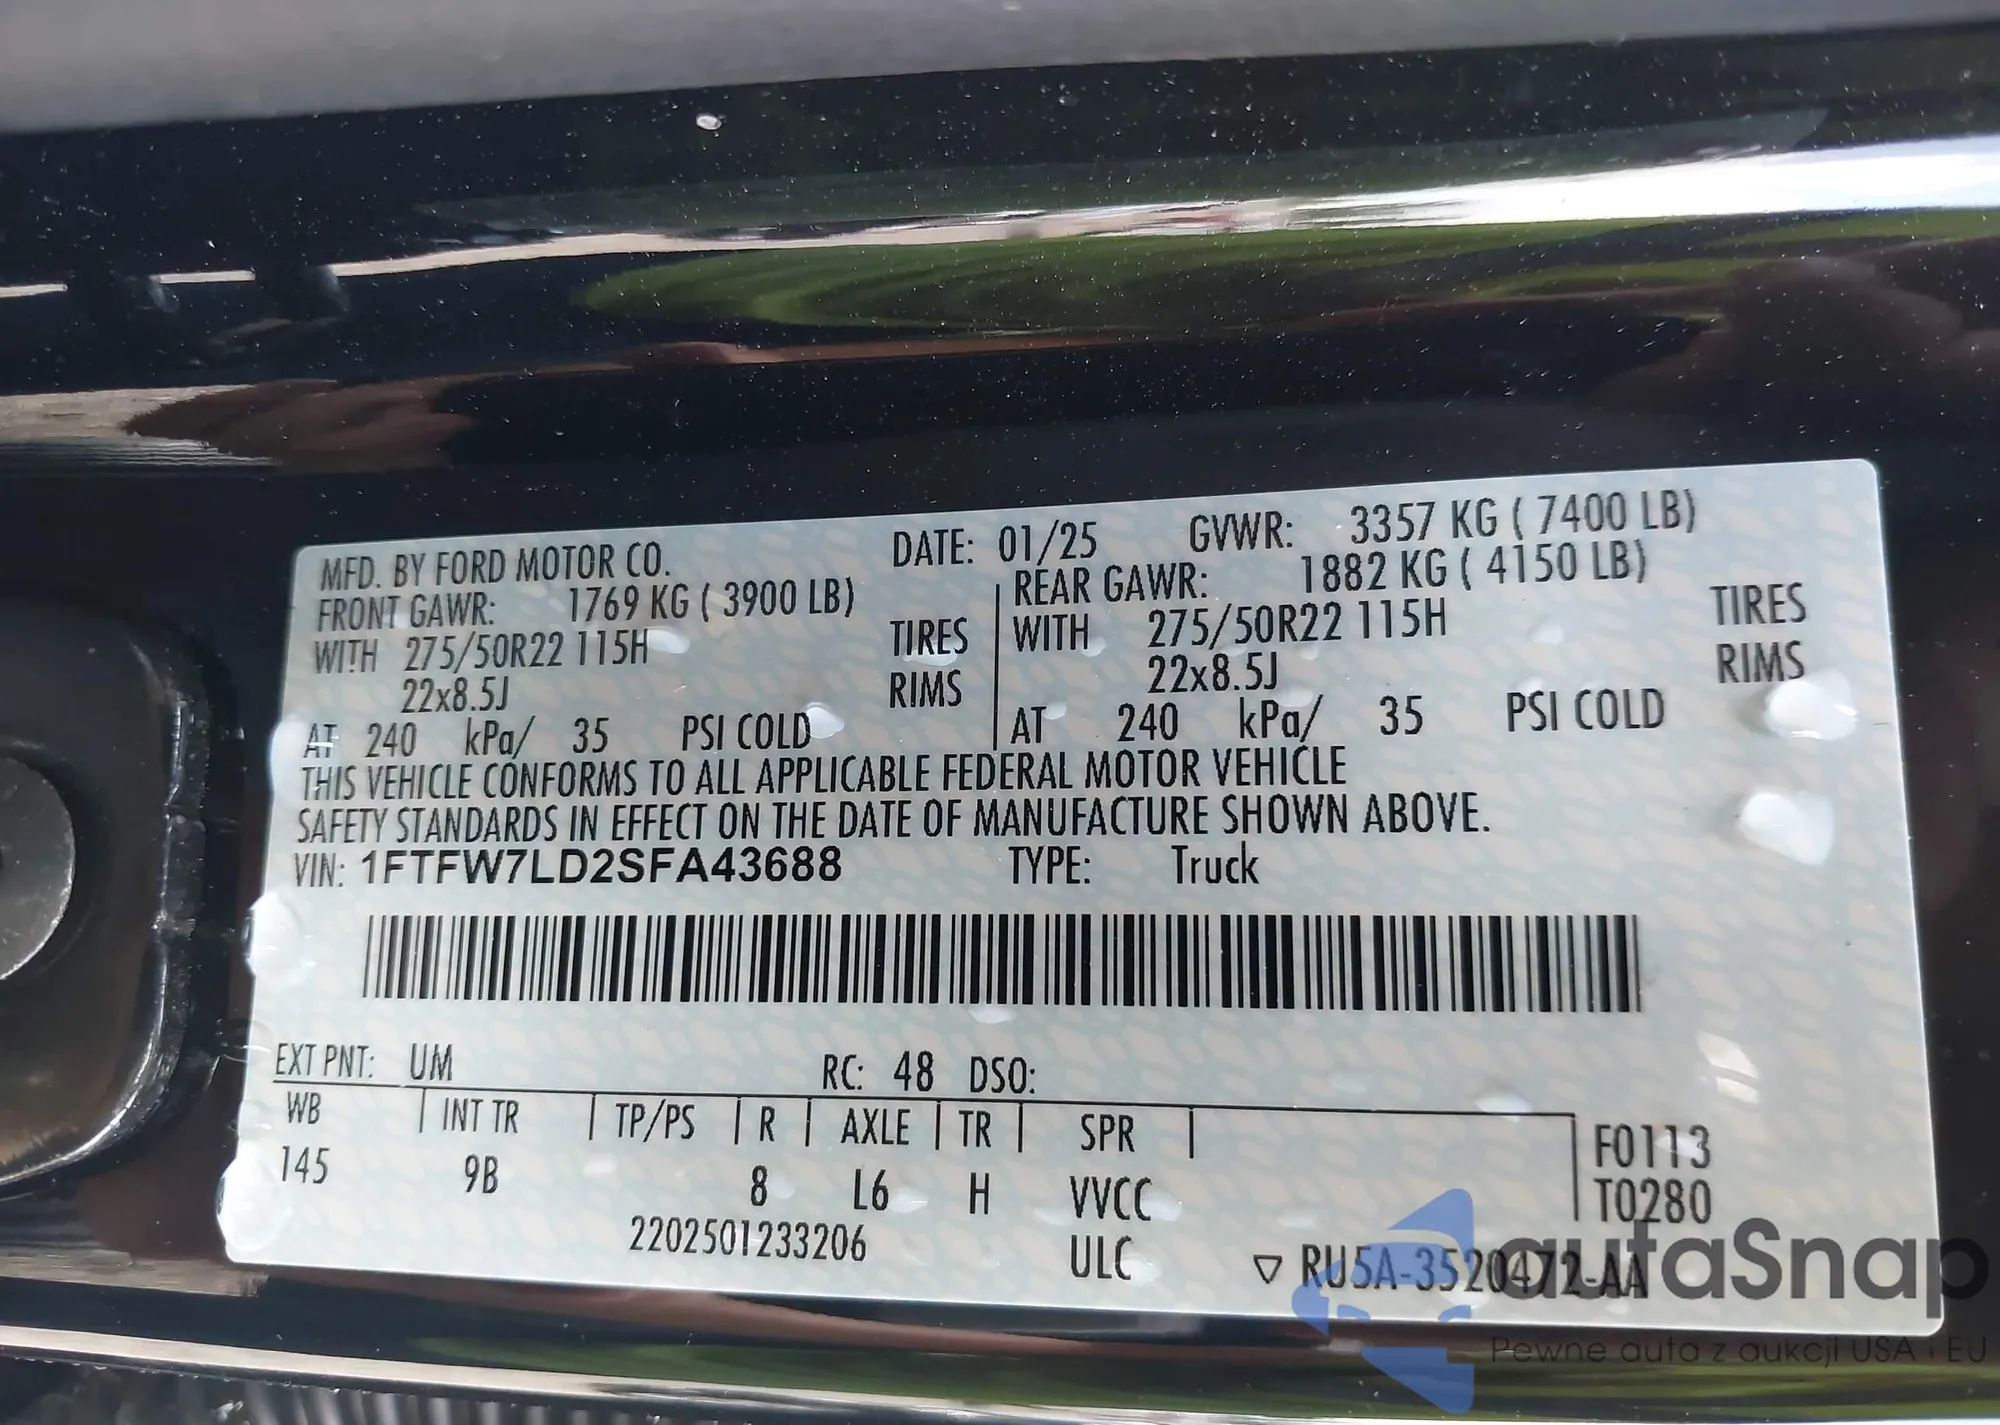 MFD. BY FORD MOTOR CO. DATE: 01/25 GVWR: 3357 KG ( 7400 LB)
FRONT GAWR: 1769 KG ( 3900 LB) REAR GAWR: 1882 KG ( 4150 LB)
WITH 275/50R22 115H TIRES WITH 275/50R22 115H TIRES
22x8.5J RIMS 22x8.5J RIMS
AT 240 kPa/ 35 PSI COLD AT 240 kPa/ 35 PSI COLD
THIS VEHICLE CONFORMS TO ALL APPLICABLE FEDERAL MOTOR VEHICLE
SAFETY STANDARDS IN EFFECT ON THE DATE OF MANUFACTURE SHOWN ABOVE.
VIN: 1FTFW7LD2SFA43688 TYPE: Truck
EXT PNT: UM RC: 48 DSO:
WB INT TR TP/PS R AXLE TR SPR F0113
145 9B 8 L6 H VVCC T0280
2202501233206 ULC ▽ RU5A-3520472-AA
autaSnap
Pewne auta z aukcji USA i EU